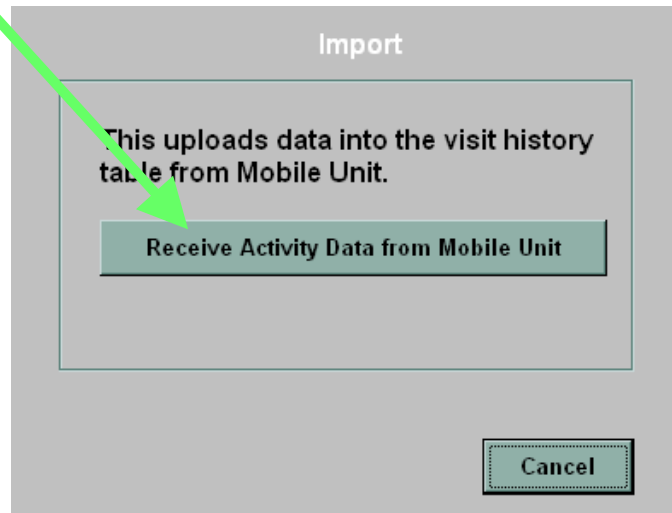 Import
This uploads data into the visit history
table from Mobile Unit.
Receive Activity Data from Mobile Unit
Cancel